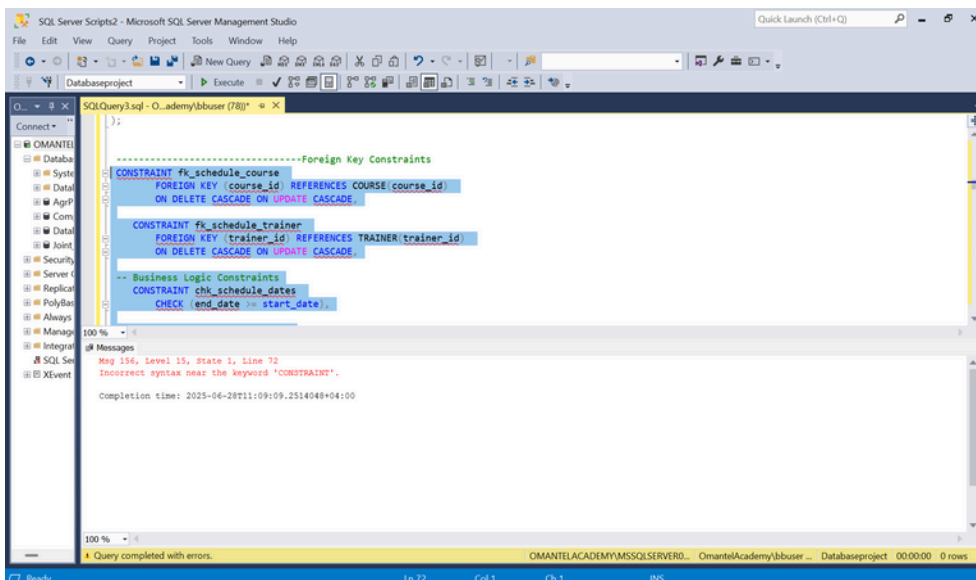 SQL Server Scripts2 - Microsoft SQL Server Management Studio
Quick Launch (Ctrl+Q)
File Edit View Query Project Tools Window Help
New Query
Databaseproject
Execute
O...
SQLQuery3.sql - O...ademy\bbuser (78))*
Connect
OMANTEL
Databa
Syste
Datal
AgrP
Com
Datal
Joint_
Security
Server O
Replicat
PolyBas
Always
Manage
Integrat
SQL Ser
XEvent
);
---------------------------------Foreign Key Constraints
CONSTRAINT fk_schedule_course
FOREIGN KEY (course_id) REFERENCES COURSE(course_id)
ON DELETE CASCADE ON UPDATE CASCADE,
CONSTRAINT fk_schedule_trainer
FOREIGN KEY (trainer_id) REFERENCES TRAINER(trainer_id)
ON DELETE CASCADE ON UPDATE CASCADE,
-- Business Logic Constraints
CONSTRAINT chk_schedule_dates
CHECK (end_date >= start_date),
100 %
Messages
Msg 156, Level 15, State 1, Line 72
Incorrect syntax near the keyword 'CONSTRAINT'.
Completion time: 2025-06-28T11:09:09.2514048+04:00
100 %
Query completed with errors.
OMANTELACADEMY\MSSQLSERVER0... OmantelAcademy\bbuser ... Databaseproject 00:00:00 0 rows
Ready Ln 72 Col 1 Ch 1 INS